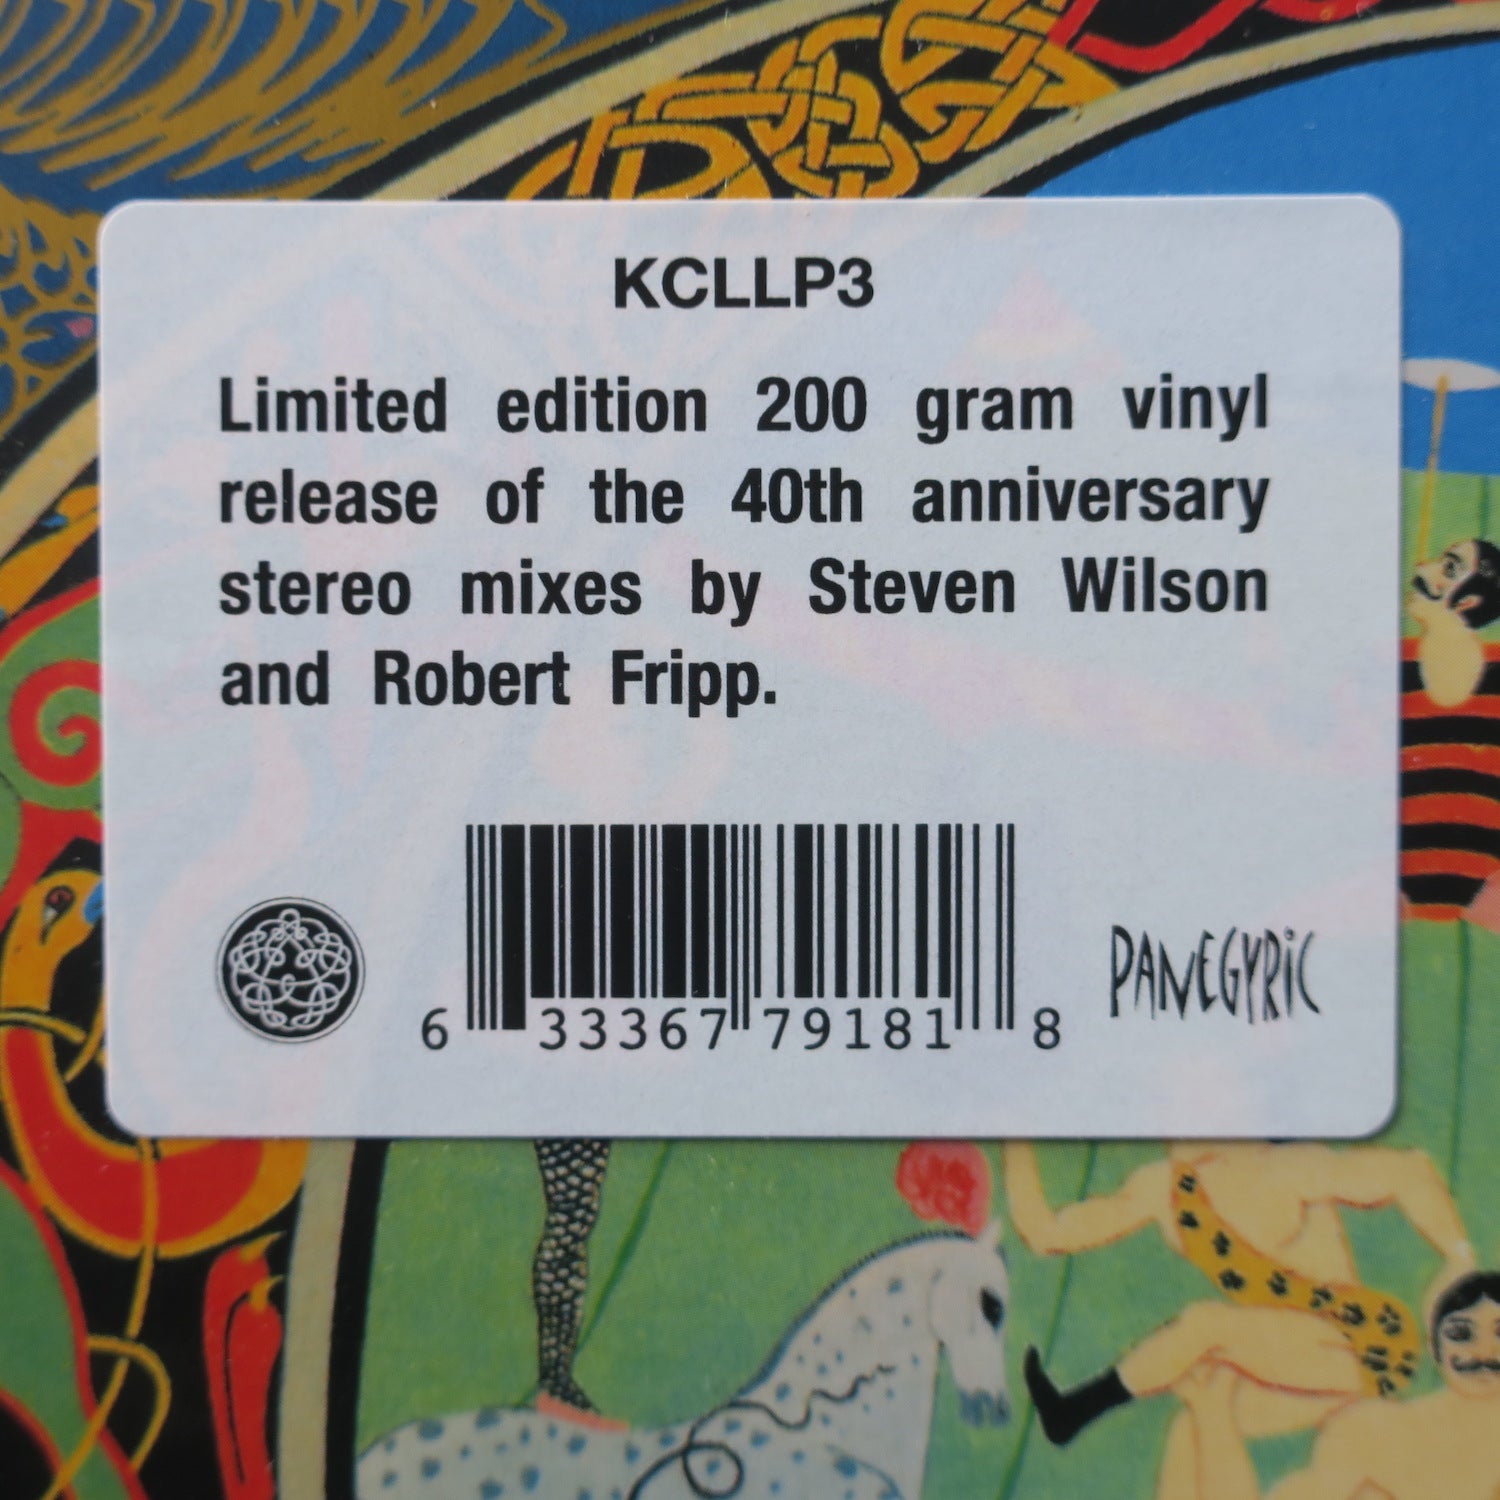 KCLLP3
Limited edition 200 gram vinyl
release of the 40th anniversary
stereo mixes by Steven Wilson
and Robert Fripp.
6 33367 79181 8
PANEGYRiC